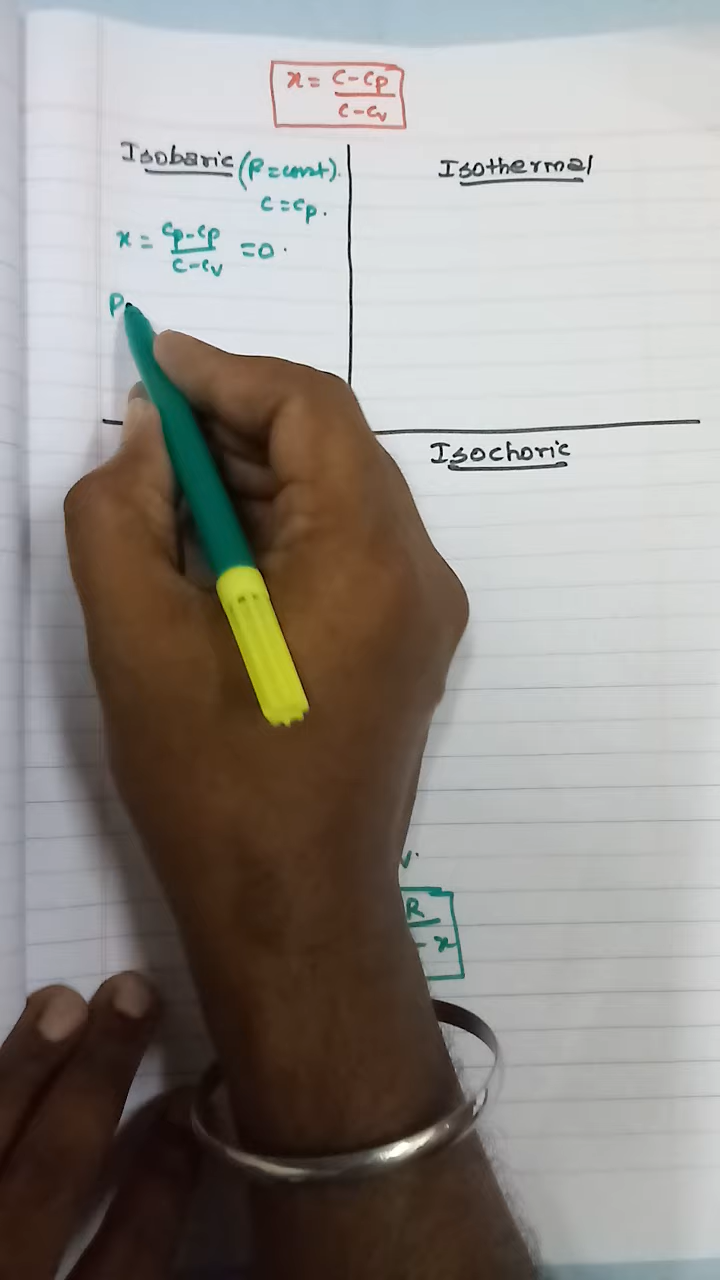 x = C-Cp / C-Cv
Isobaric (P=const).
C=Cp.
x = Cp-Cp / C-Cv =0.
P
Isothermal
Isochoric
V.
R
- x